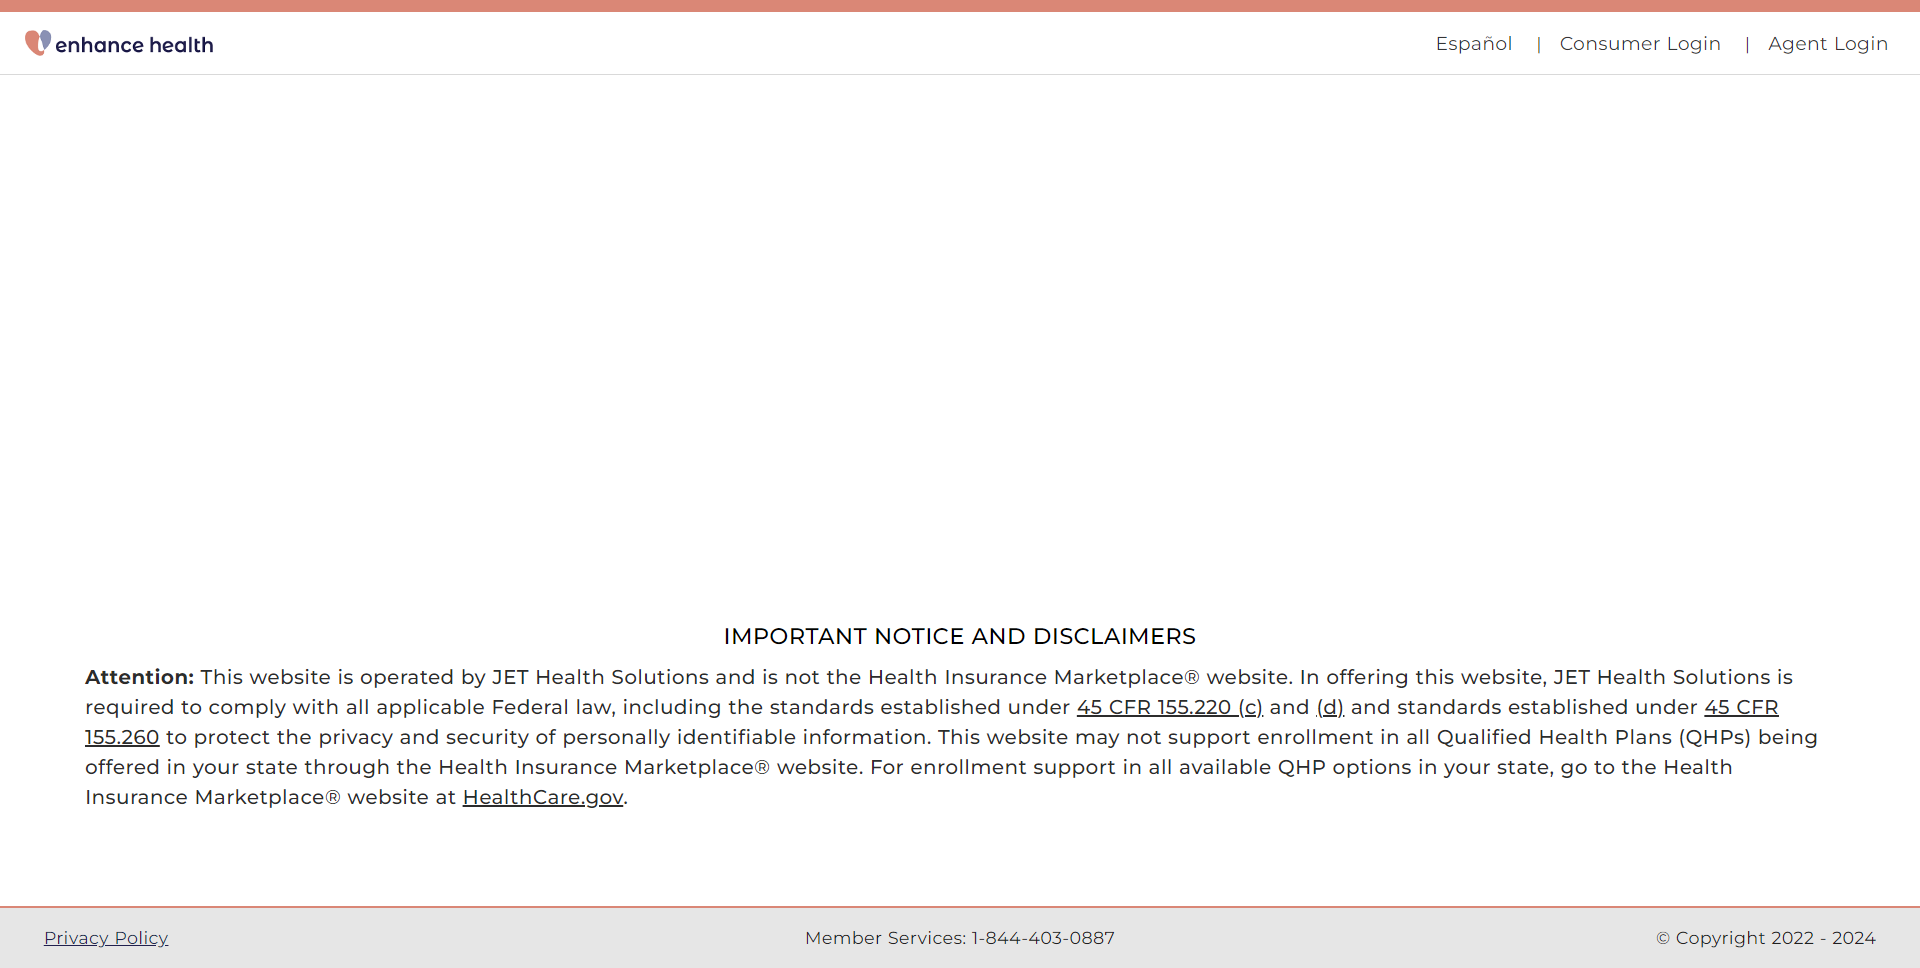 enhance health
Español | Consumer Login | Agent Login
IMPORTANT NOTICE AND DISCLAIMERS
Attention: This website is operated by JET Health Solutions and is not the Health Insurance Marketplace® website. In offering this website, JET Health Solutions is
required to comply with all applicable Federal law, including the standards established under 45 CFR 155.220 (c) and (d) and standards established under 45 CFR
155.260 to protect the privacy and security of personally identifiable information. This website may not support enrollment in all Qualified Health Plans (QHPs) being
offered in your state through the Health Insurance Marketplace® website. For enrollment support in all available QHP options in your state, go to the Health
Insurance Marketplace® website at HealthCare.gov.
Privacy Policy
Member Services: 1-844-403-0887
© Copyright 2022 - 2024